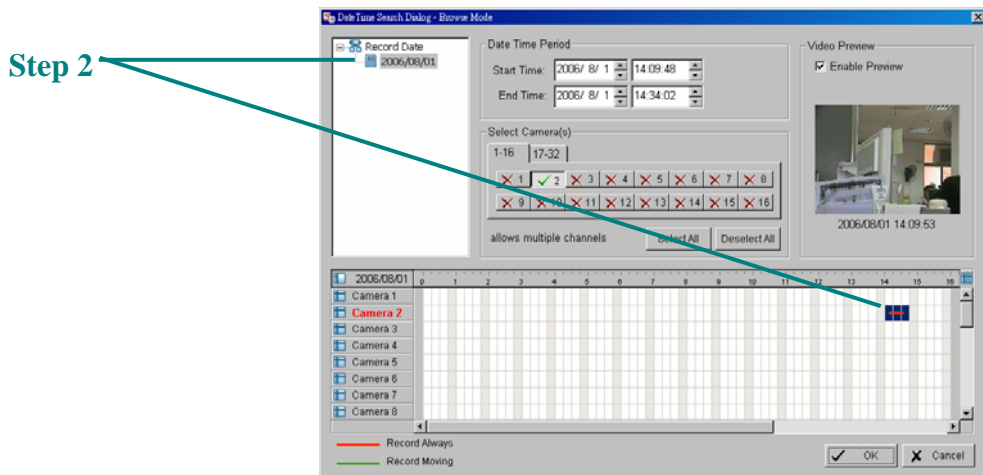 DateTime Search Dialog - Browse Mode
Step 2
Record Date
2006/08/01
Date Time Period
Start Time: 2006/ 8/ 1 14:09:48
End Time: 2006/ 8/ 1 14:34:02
Select Camera(s)
1-16 17-32
1 2 3 4 5 6 7 8
9 10 11 12 13 14 15 16
allows multiple channels Select All Deselect All
Video Preview
Enable Preview
2006/08/01 14:09:53
2006/08/01 0 1 2 3 4 5 6 7 8 9 10 11 12 13 14 15 16
Camera 1
Camera 2
Camera 3
Camera 4
Camera 5
Camera 6
Camera 7
Camera 8
Record Always
Record Moving
OK Cancel